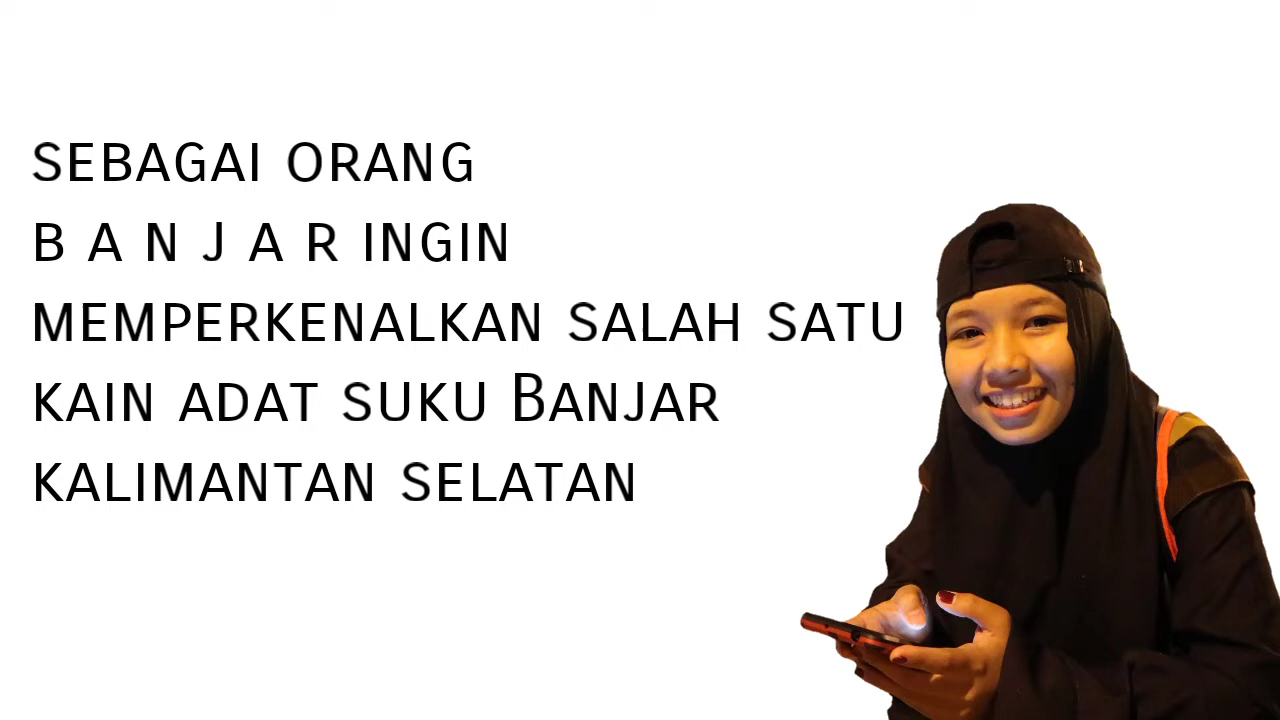 SEBAGAI ORANG
B A N J A R INGIN
MEMPERKENALKAN SALAH SATU
KAIN ADAT SUKU BANJAR
KALIMANTAN SELATAN